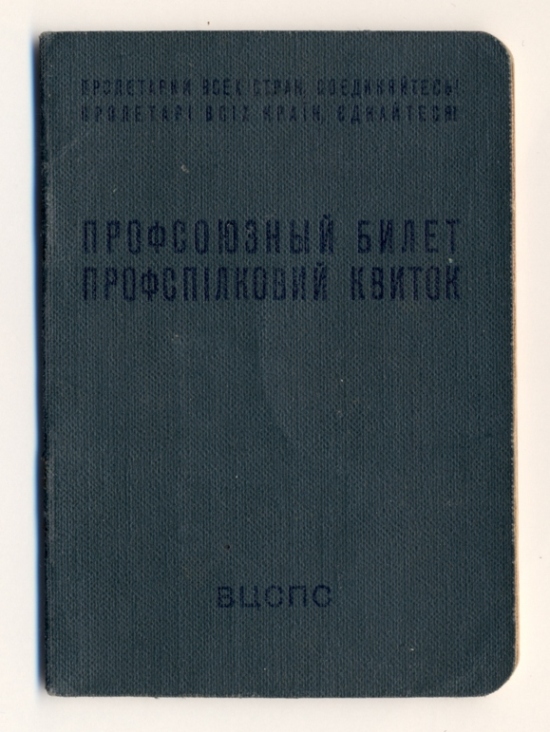 ПРОЛЕТАРИИ ВСЕХ СТРАН, СОЕДИНЯЙТЕСЬ!
ПРОЛЕТАРІ ВСІХ КРАЇН, ЄДНАЙТЕСЯ!
ПРОФСОЮЗНЫЙ БИЛЕТ
ПРОФСПІЛКОВИЙ КВИТОК
ВЦСПС